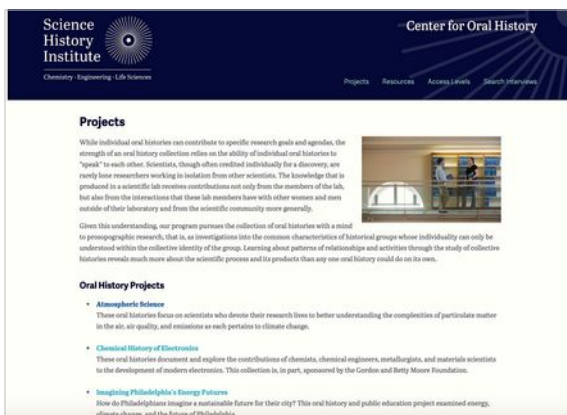 Science
History
Institute
Chemistry · Engineering · Life Sciences
Center for Oral History
Projects Resources Access Levels Search Interviews
Projects
While individual oral histories can contribute to specific research goals and agendas, the
strength of an oral history collection relies on the ability of individual oral histories to
"speak" to each other. Scientists, though often credited individually for a discovery, are
rarely lone researchers working in isolation from other scientists. The knowledge that is
produced in a scientific lab receives contributions not only from the members of the lab,
but also from the interactions that these lab members have with other women and men
outside of their laboratory and from the scientific community more generally.
Given this understanding, our program pursues the collection of oral histories with a mind
to prosopographic research, that is, as investigations into the common characteristics of
historical groups whose individuality can only be
understood within the collective identity of the group. Learning about patterns of relationships and activities through the study of collective
histories reveals much more about the scientific process and its products than any one oral history could do on its own.
Oral History Projects
• Atmospheric Science
These oral histories focus on scientists who devote their research lives to better understanding the complexities of particulate matter
in the air, air quality, and emissions as each pertains to climate change.
• Chemical History of Electronics
These oral histories document and explore the contributions of chemists, chemical engineers, metallurgists, and materials scientists
to the development of modern electronics. This collection is, in part, sponsored by the Gordon and Betty Moore Foundation.
• Imagining Philadelphia's Energy Futures
How do Philadelphians imagine a sustainable future for their city? This oral history and public education project examined energy,
climate change, and the future of Philadelphia.